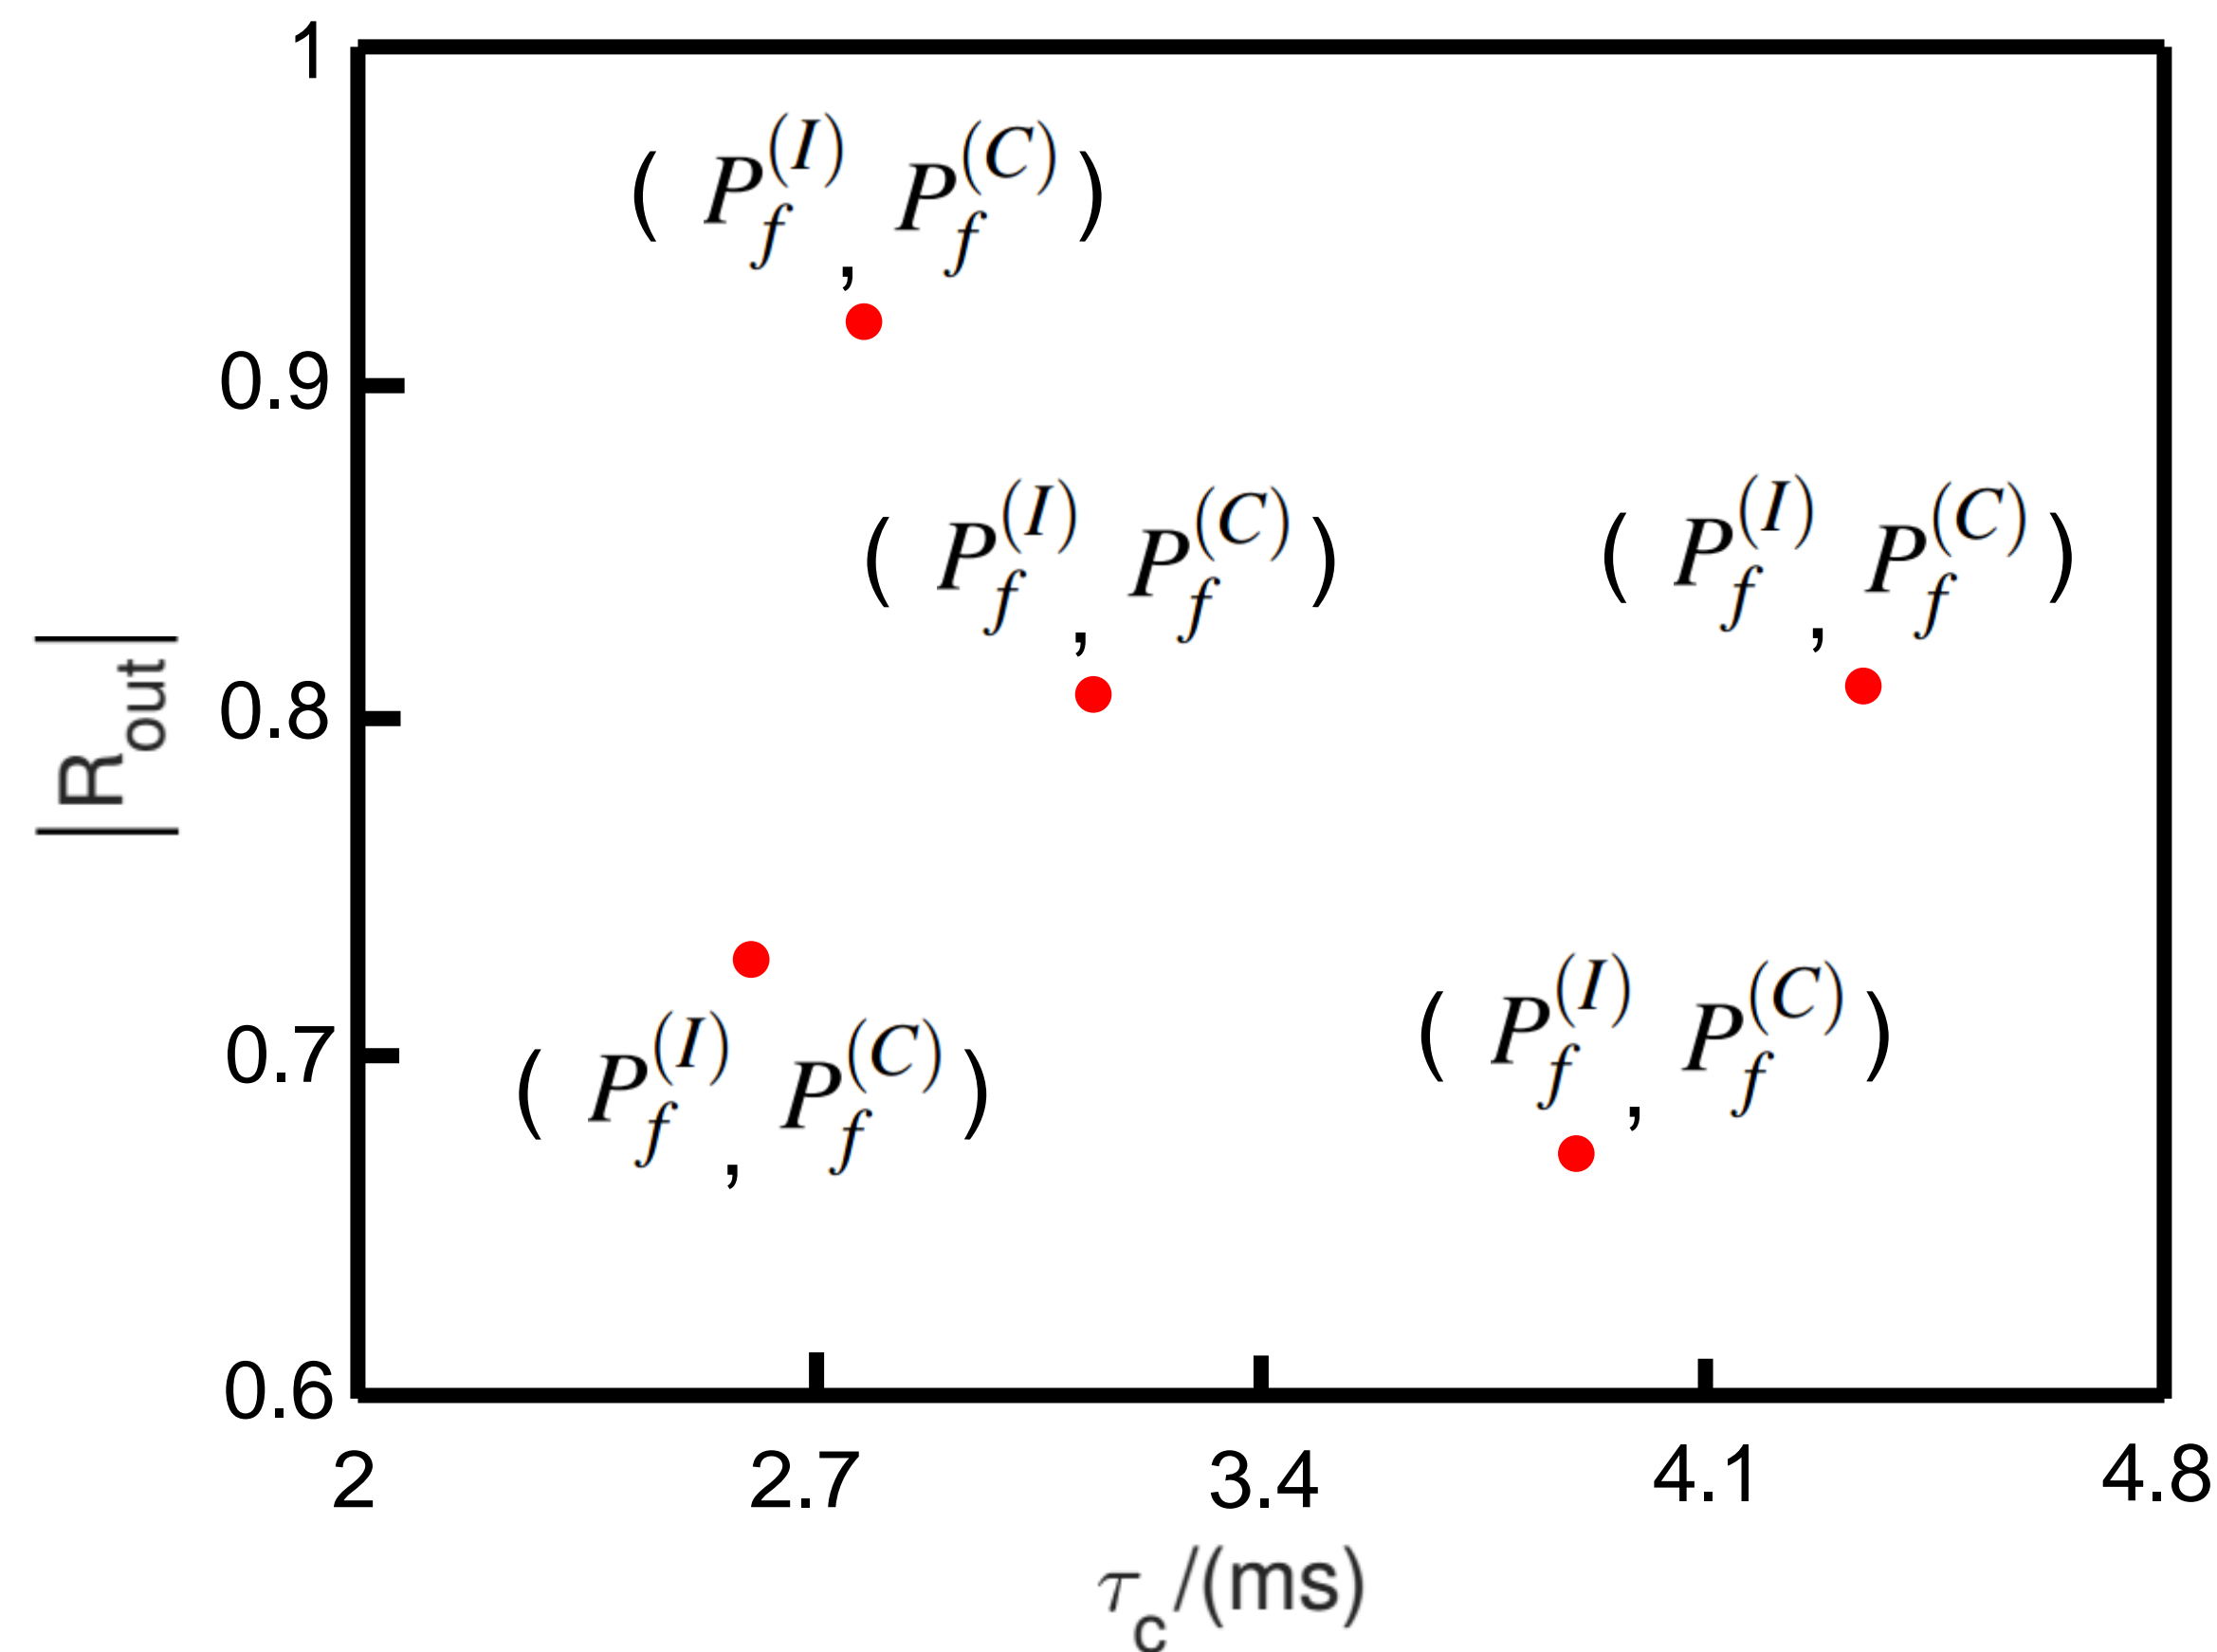 1
( P_f^(I) , P_f^(C) )
0.9
( P_f^(I) , P_f^(C) )
( P_f^(I) , P_f^(C) )
|R_out|
0.8
( P_f^(I) , P_f^(C) )
0.7
( P_f^(I) , P_f^(C) )
0.6
2 2.7 3.4 4.1 4.8
τ_c/(ms)